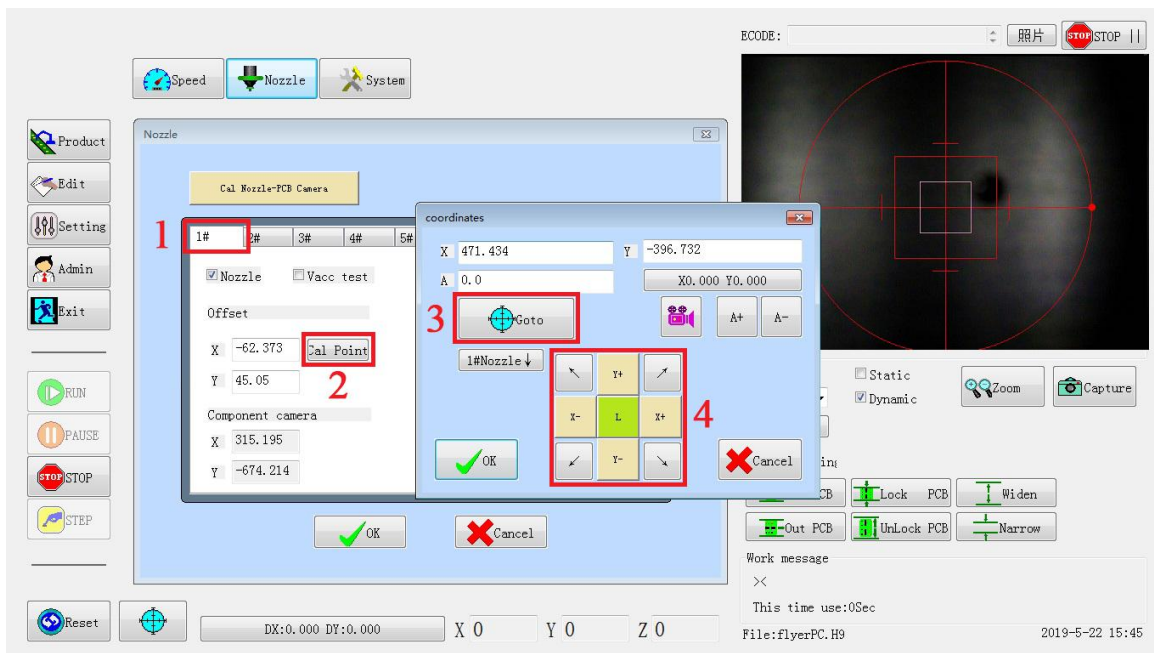 ECODE:
照片
STOP STOP ||
Speed
Nozzle
System
Product
Edit
Setting
Admin
Exit
RUN
PAUSE
STOP STOP
STEP
Reset
Nozzle
Cal Nozzle-PCB Camera
1
1#
2#
3#
4#
5#
Nozzle
Vacc test
Offset
X -62.373
Cal Point
2
Y 45.05
Component camera
X 315.195
Y -674.214
OK
Cancel
coordinates
X 471.434 Y -396.732
A 0.0
X0.000 Y0.000
3
Goto
A+
A-
1#Nozzle↓
↖ Y+ ↗
X- L X+
4
↙ Y- ↘
OK
Cancel
Static
Dynamic
Zoom
Capture
CB
Lock PCB
Widen
Out PCB
UnLock PCB
Narrow
Work message
><
This time use:0Sec
DX:0.000 DY:0.000
X 0 Y 0 Z 0
File:flyerPC.H9
2019-5-22 15:45